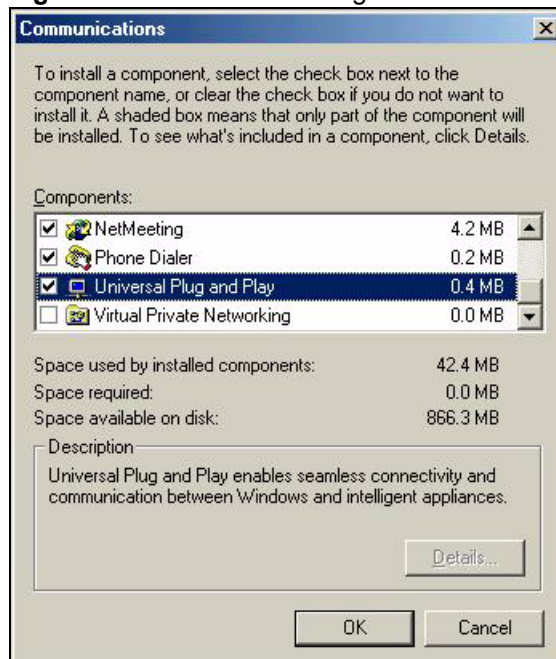 Communications
To install a component, select the check box next to the
component name, or clear the check box if you do not want to
install it. A shaded box means that only part of the component will
be installed. To see what's included in a component, click Details.
Components:
NetMeeting 4.2 MB
Phone Dialer 0.2 MB
Universal Plug and Play 0.4 MB
Virtual Private Networking 0.0 MB
Space used by installed components: 42.4 MB
Space required: 0.0 MB
Space available on disk: 866.3 MB
Description
Universal Plug and Play enables seamless connectivity and
communication between Windows and intelligent appliances.
Details...
OK Cancel